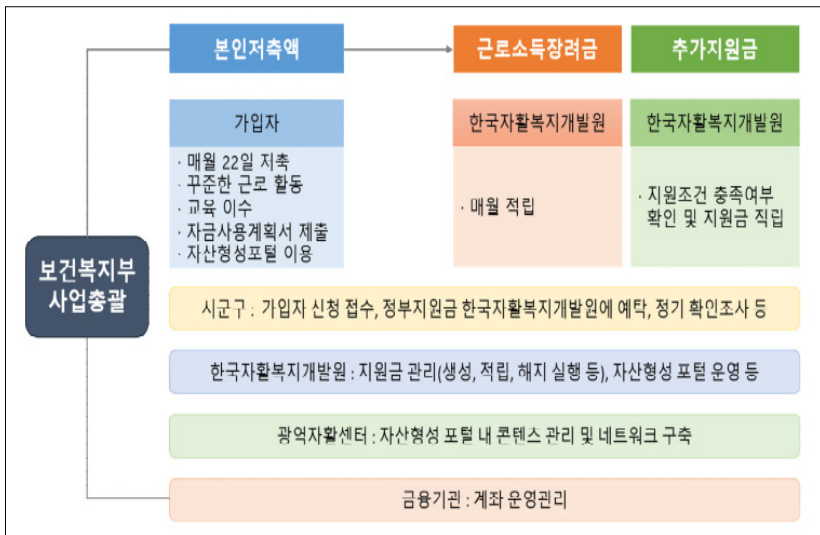 본인저축액
근로소득장려금
추가지원금
가입자
· 매월 22일 저축
· 꾸준한 근로 활동
· 교육 이수
· 자금사용계획서 제출
· 자산형성포털 이용
한국자활복지개발원
· 매월 적립
한국자활복지개발원
· 지원조건 충족여부
확인 및 지원금 직립
보건복지부
사업총괄
시군구 : 가입자 신청 접수, 정부지원금 한국자활복지개발원에 예탁, 정기 확인조사 등
한국자활복지개발원 : 지원금 관리(생성, 적립, 해지 실행 등), 자산형성 포털 운영 등
광역자활센터 : 자산형성 포털 내 콘텐스 관리 및 네트워크 구축
금융기관 : 계좌 운영관리